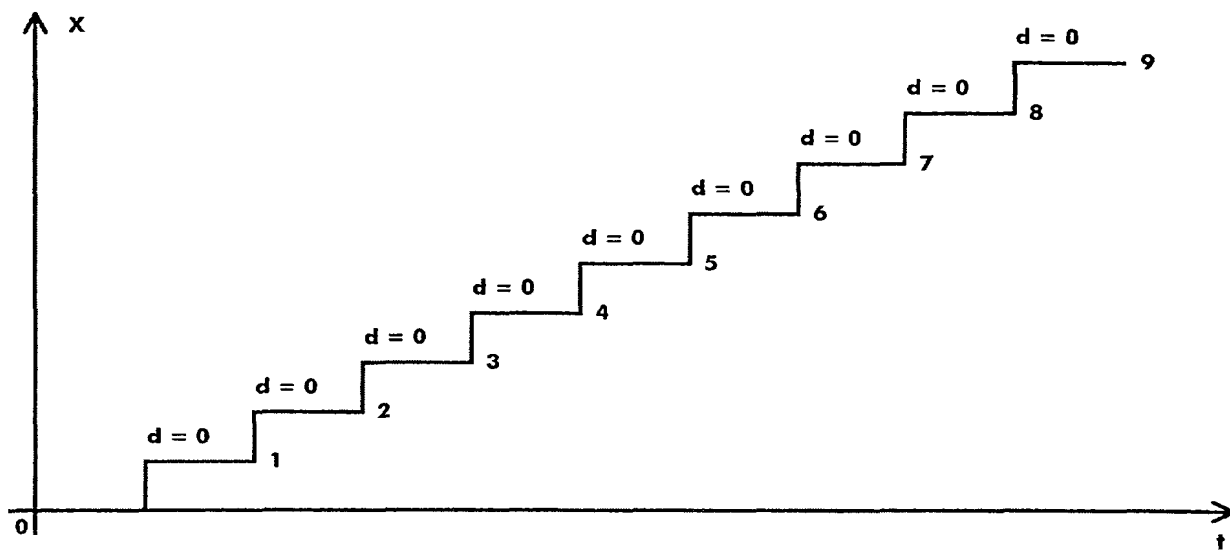 X
d = 0
9
d = 0
8
d = 0
7
d = 0
6
d = 0
5
d = 0
4
d = 0
3
d = 0
2
d = 0
1
0
t